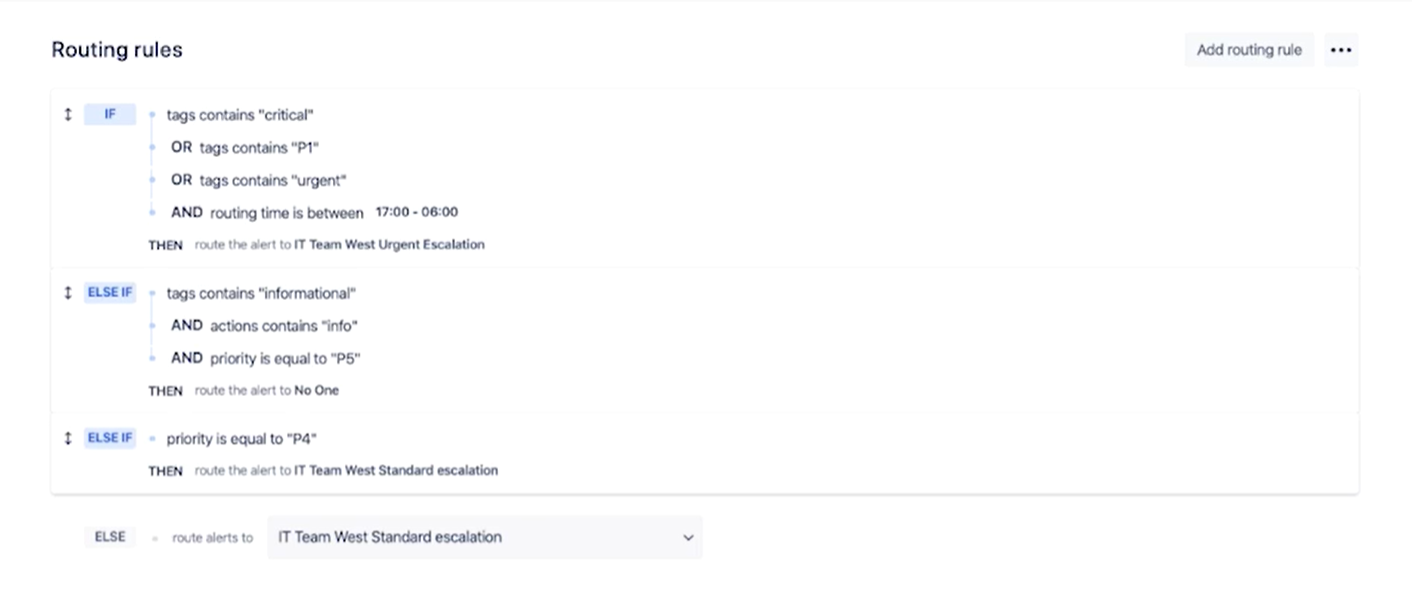 Routing rules
Add routing rule
IF tags contains "critical"
OR tags contains "P1"
OR tags contains "urgent"
AND routing time is between 17:00 - 06:00
THEN route the alert to IT Team West Urgent Escalation
ELSE IF tags contains "informational"
AND actions contains "info"
AND priority is equal to "P5"
THEN route the alert to No One
ELSE IF priority is equal to "P4"
THEN route the alert to IT Team West Standard escalation
ELSE route alerts to IT Team West Standard escalation